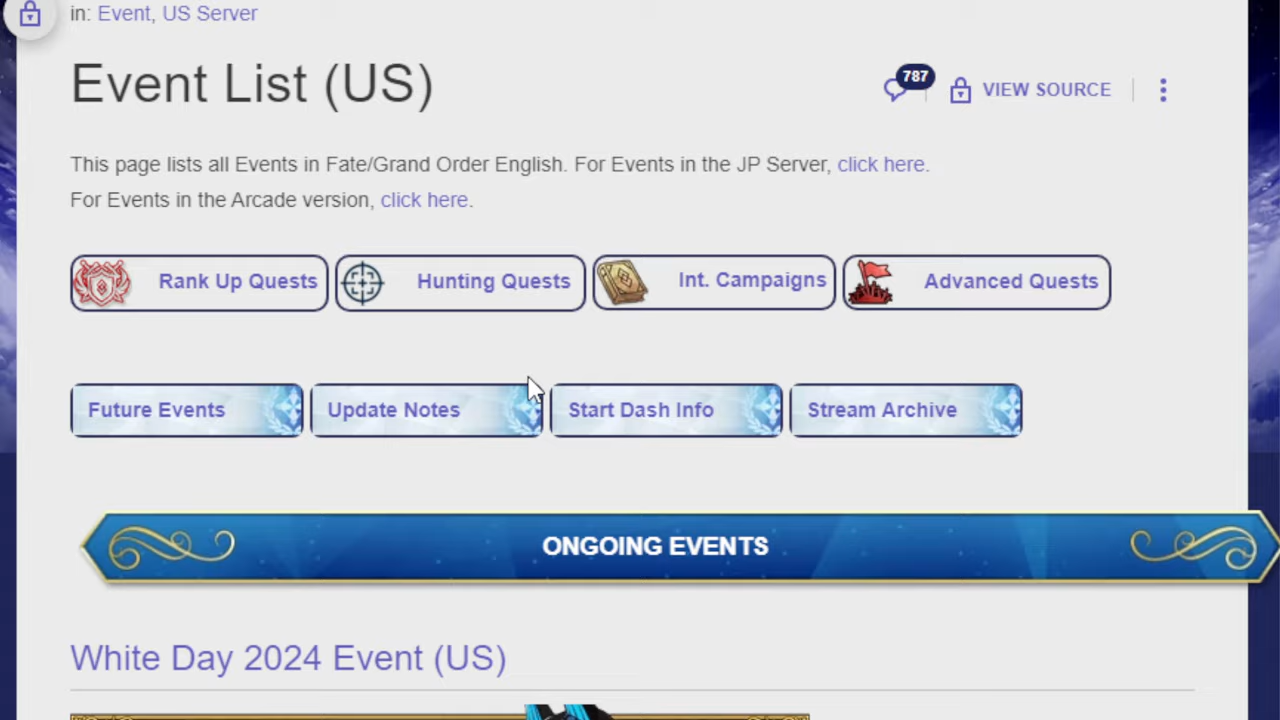 in: Event, US Server
Event List (US)
787
VIEW SOURCE
This page lists all Events in Fate/Grand Order English. For Events in the JP Server, click here.
For Events in the Arcade version, click here.
Rank Up Quests
Hunting Quests
Int. Campaigns
Advanced Quests
Future Events
Update Notes
Start Dash Info
Stream Archive
ONGOING EVENTS
White Day 2024 Event (US)